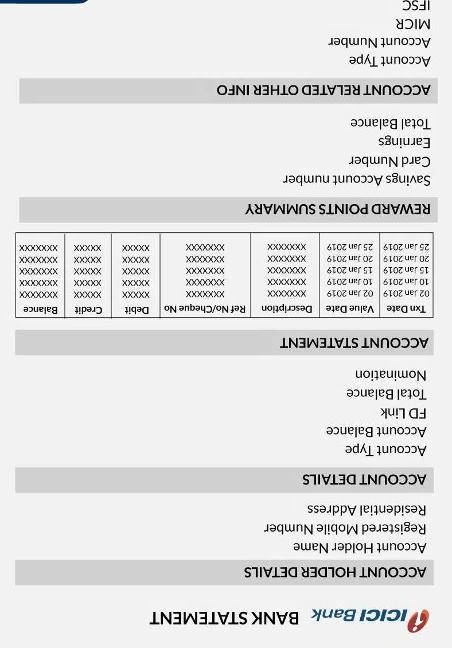 ICICI Bank BANK STATEMENT
ACCOUNT HOLDER DETAILS
Account Holder Name
Registered Mobile Number
Residential Address
ACCOUNT DETAILS
Account Type
Account Balance
FD Link
Total Balance
Nomination
ACCOUNT STATEMENT
Txn Date Value Date Description Ref No/Cheque No Debit Credit Balance
02 Jan 2019 02 Jan 2019 XXXXXXX XXXXXXX XXXXX XXXXX XXXXXXX
10 Jan 2019 10 Jan 2019 XXXXXXX XXXXXXX XXXXX XXXXX XXXXXXX
15 Jan 2019 15 Jan 2019 XXXXXXX XXXXXXX XXXXX XXXXX XXXXXXX
20 Jan 2019 20 Jan 2019 XXXXXXX XXXXXXX XXXXX XXXXX XXXXXXX
25 Jan 2019 25 Jan 2019 XXXXXXX XXXXXXX XXXXX XXXXX XXXXXXX
REWARD POINTS SUMMARY
Savings Account number
Card Number
Earnings
Total Balance
ACCOUNT RELATED OTHER INFO
Account Type
Account Number
MICR
IFSC